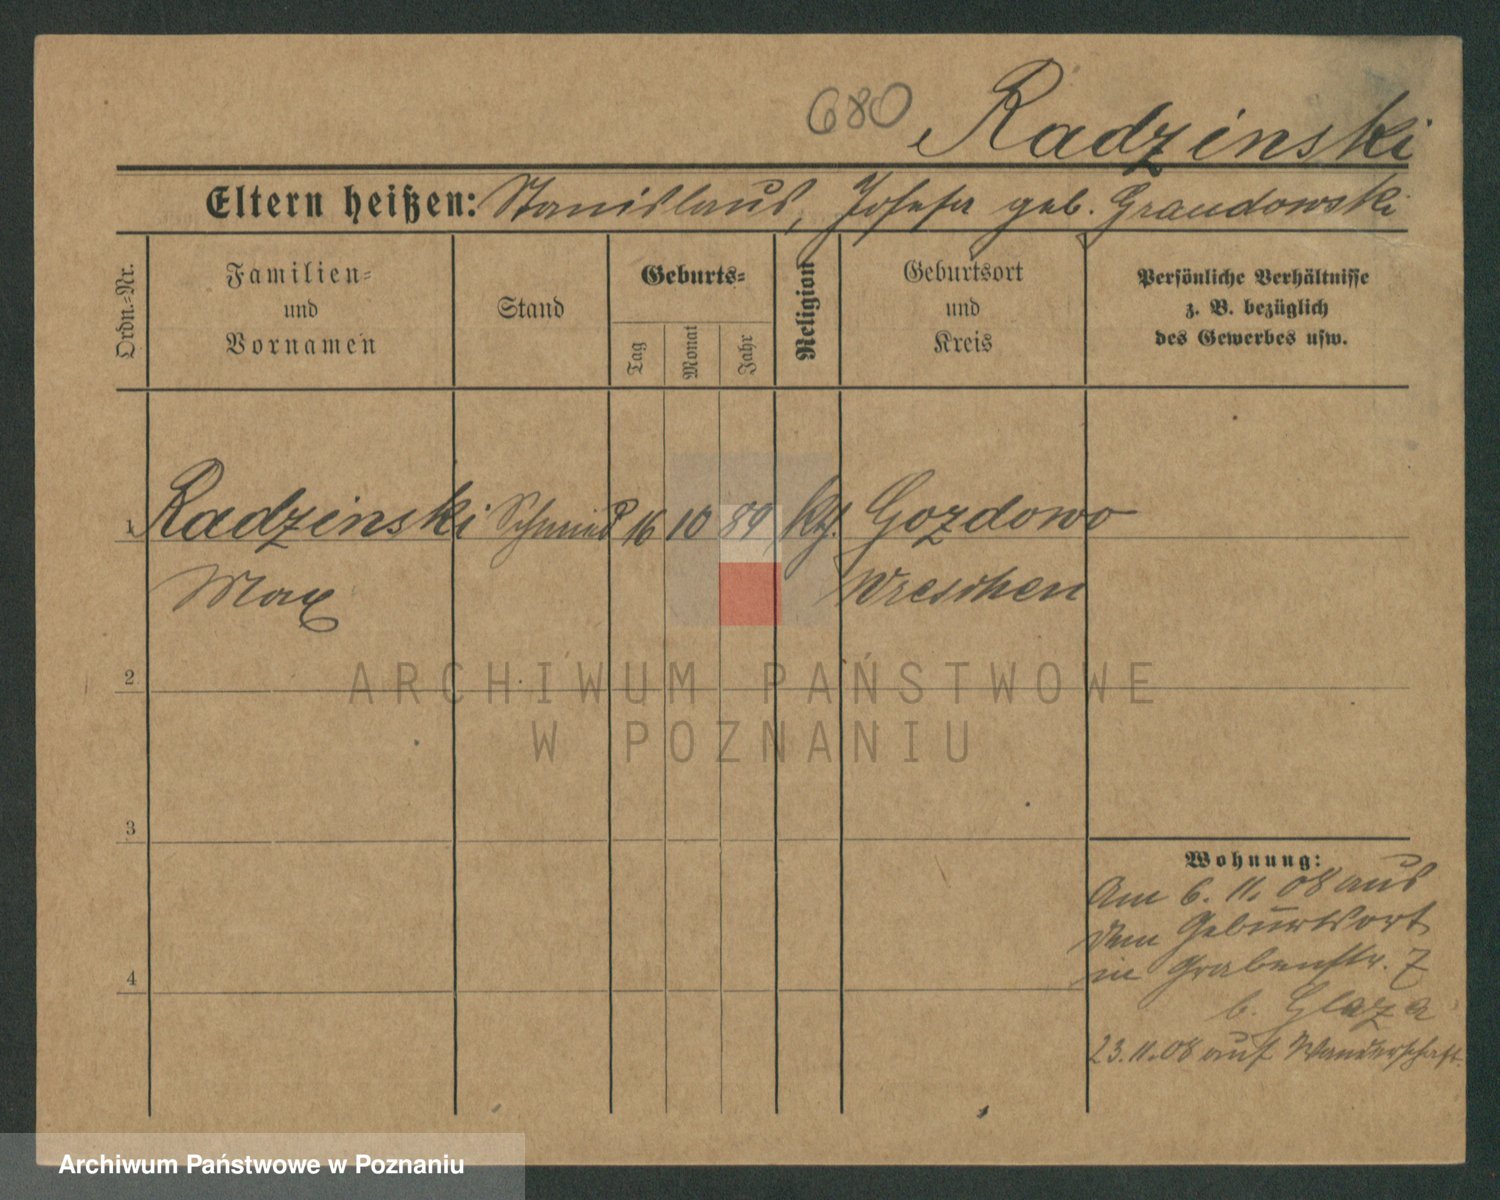 680 Radzinski
Eltern heißen: Stanislaus, Josefa geb. Grandowski
Ordn.=Nr.
Familien=
und
Vornamen
Stand
Geburts=
Tag
Monat
Jahr
Religion
Geburtsort
und
Kreis
Persönliche Verhältnisse
z. B. bezüglich
des Gewerbes usw.
1 Radzinski Schmied 16 10 89 kth. Gozdowo
Max Wreschen
2
ARCHIWUM PAŃSTWOWE
W POZNANIU
3
Wohnung:
Am 6. 11. 08 aus
dem Geburtsort
in Grabenstr. 7
b. Glaza
4
23.11.08 auf Wanderschaft.
Archiwum Państwowe w Poznaniu